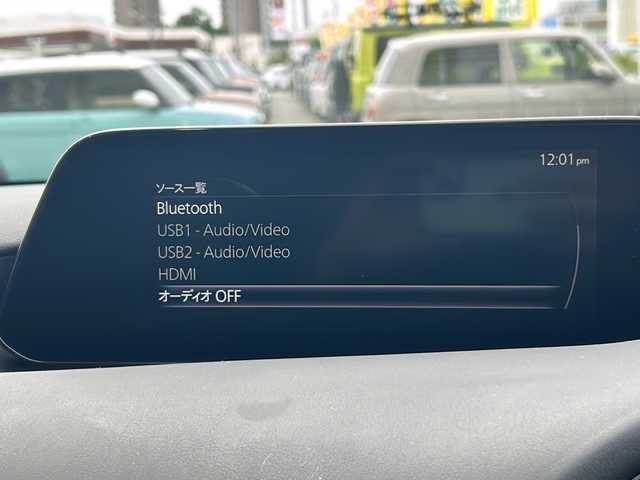 12:01 pm
ソース一覧
Bluetooth
USB1 - Audio/Video
USB2 - Audio/Video
HDMI
オーディオ OFF